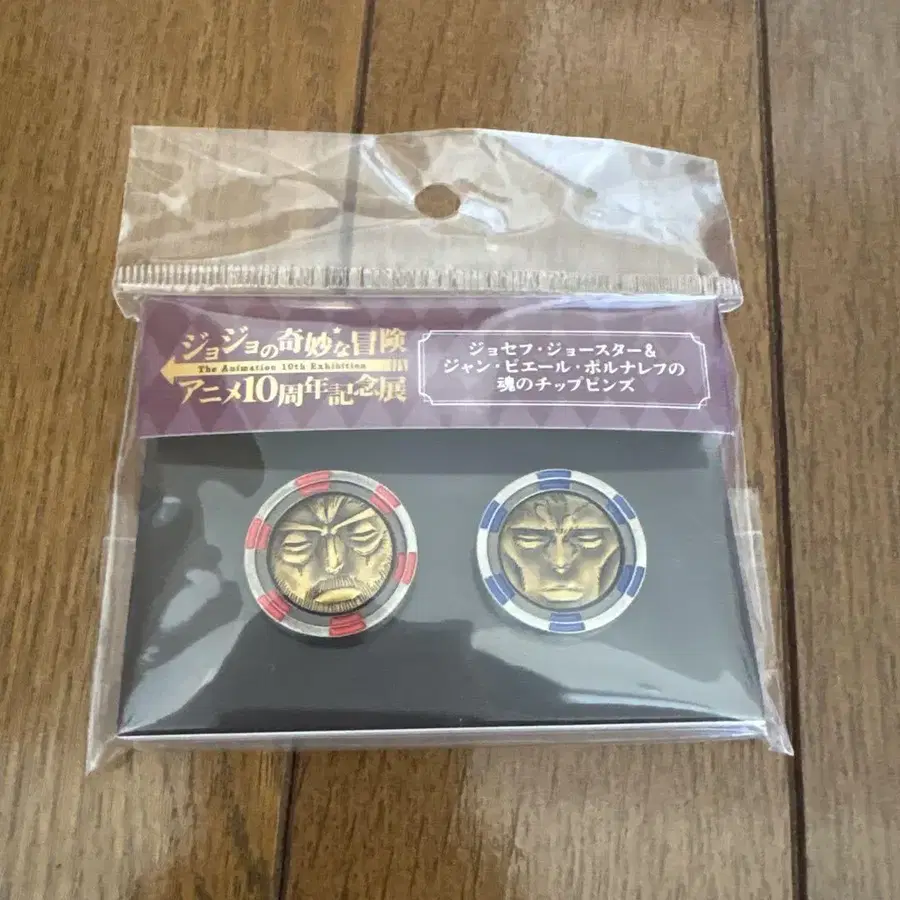 ジョジョの奇妙な冒険
The Animation 10th Exhibition
アニメ10周年記念展
ジョセフ・ジョースター&
ジャン・ピエール・ポルナレフの
魂のチップピンズ